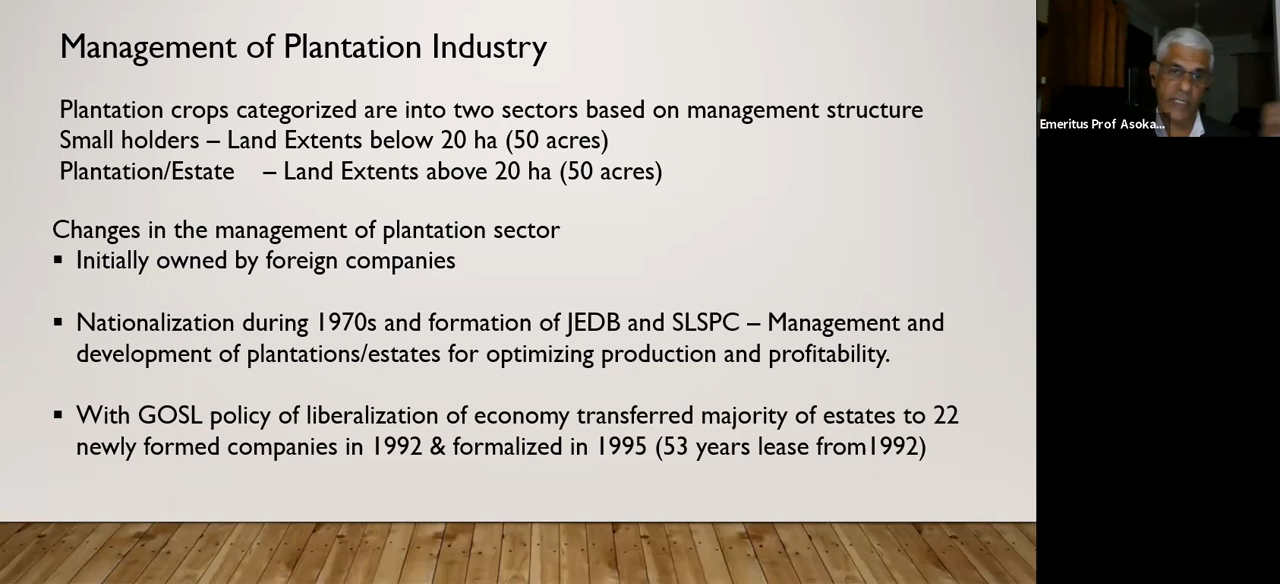 Management of Plantation Industry
Plantation crops categorized are into two sectors based on management structure
Small holders – Land Extents below 20 ha (50 acres)
Plantation/Estate – Land Extents above 20 ha (50 acres)
Changes in the management of plantation sector
▪ Initially owned by foreign companies
▪ Nationalization during 1970s and formation of JEDB and SLSPC – Management and
development of plantations/estates for optimizing production and profitability.
▪ With GOSL policy of liberalization of economy transferred majority of estates to 22
newly formed companies in 1992 & formalized in 1995 (53 years lease from1992)
Emeritus Prof Asoka...